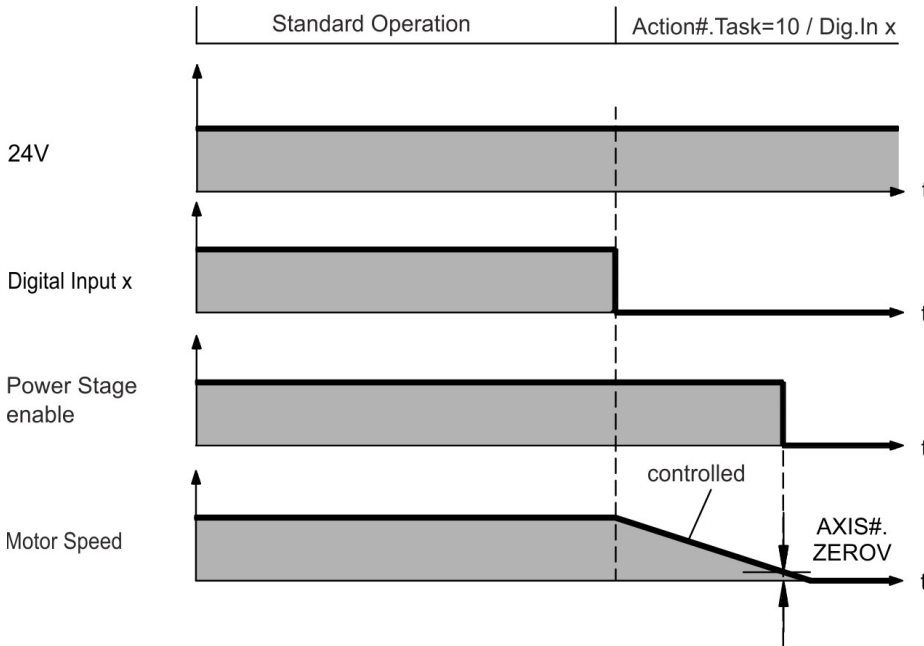 Standard Operation
Action#.Task=10 / Dig.In x
24V
t
Digital Input x
t
Power Stage
enable
t
controlled
Motor Speed
AXIS#.
ZEROV
t